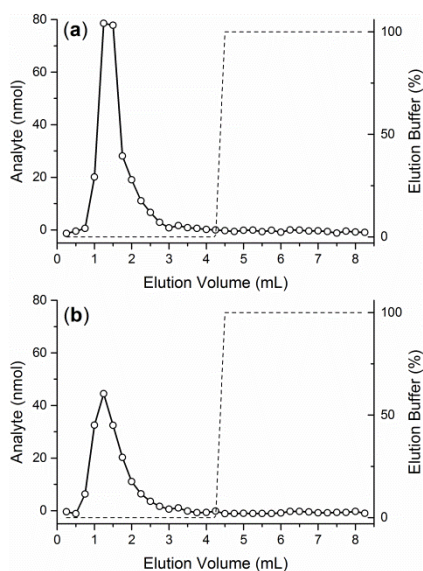 (a)
Analyte (nmol)
80
60
40
20
0
0 1 2 3 4 5 6 7 8
Elution Volume (mL)
100
50
0
Elution Buffer (%)
(b)
Analyte (nmol)
80
60
40
20
0
0 1 2 3 4 5 6 7 8
Elution Volume (mL)
100
50
0
Elution Buffer (%)